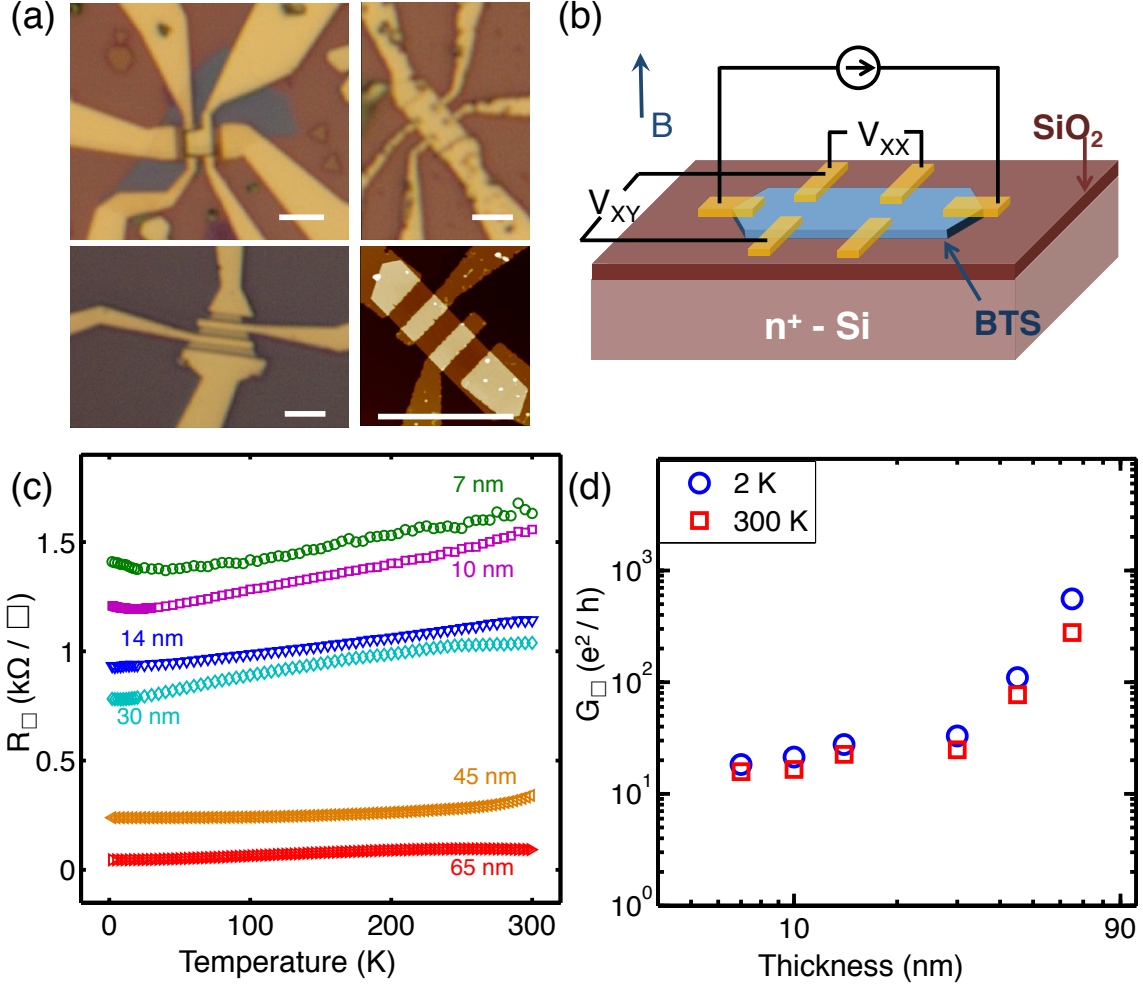 (a)
(b)
B
V_XX
SiO₂
V_XY
n⁺ - Si
BTS
(c)
7 nm
10 nm
14 nm
30 nm
45 nm
65 nm
1.5
1
0.5
0
0 100 200 300
R□ (kΩ / □)
Temperature (K)
(d)
2 K
300 K
10³
10²
10¹
10⁰
10 90
G□ (e² / h)
Thickness (nm)